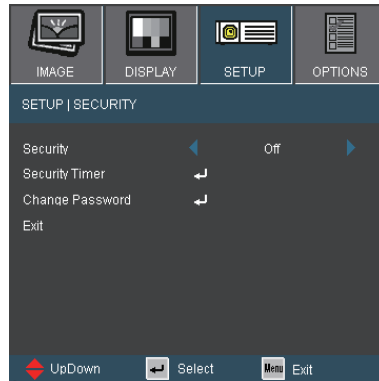 IMAGE DISPLAY SETUP OPTIONS
SETUP | SECURITY
Security Off
Security Timer
Change Password
Exit
UpDown Select Menu Exit